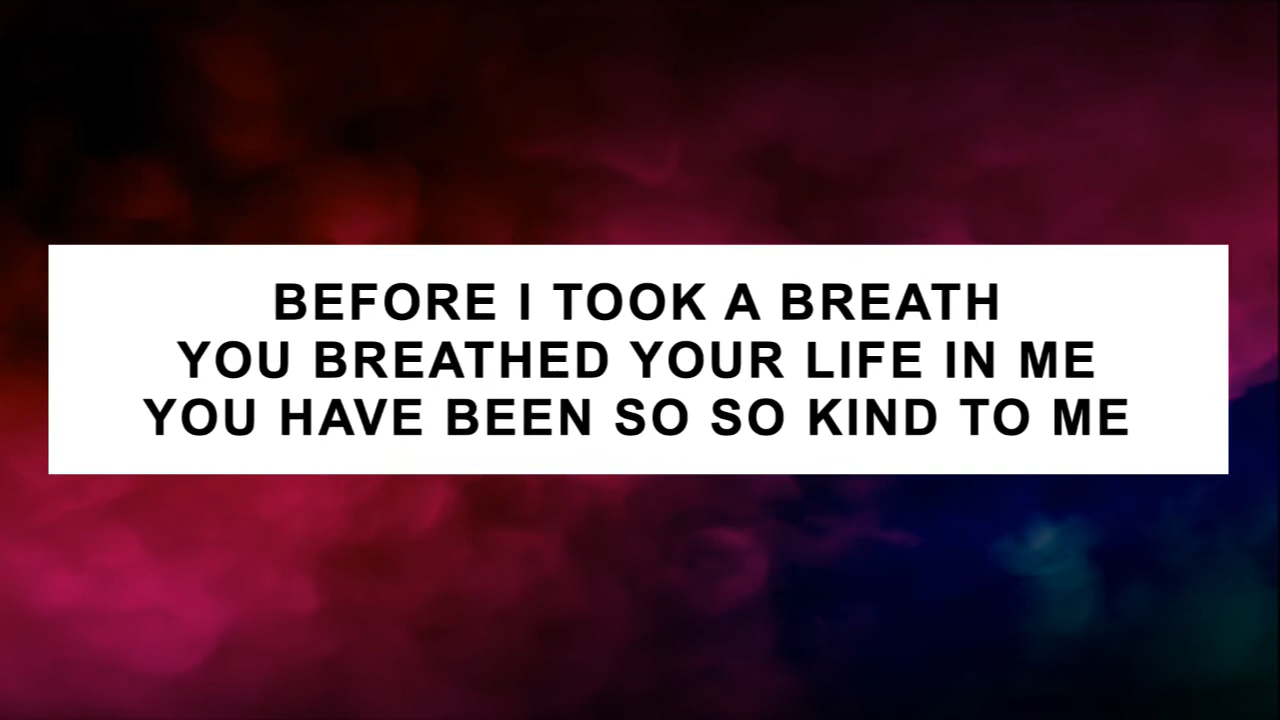 BEFORE I TOOK A BREATH
YOU BREATHED YOUR LIFE IN ME
YOU HAVE BEEN SO SO KIND TO ME